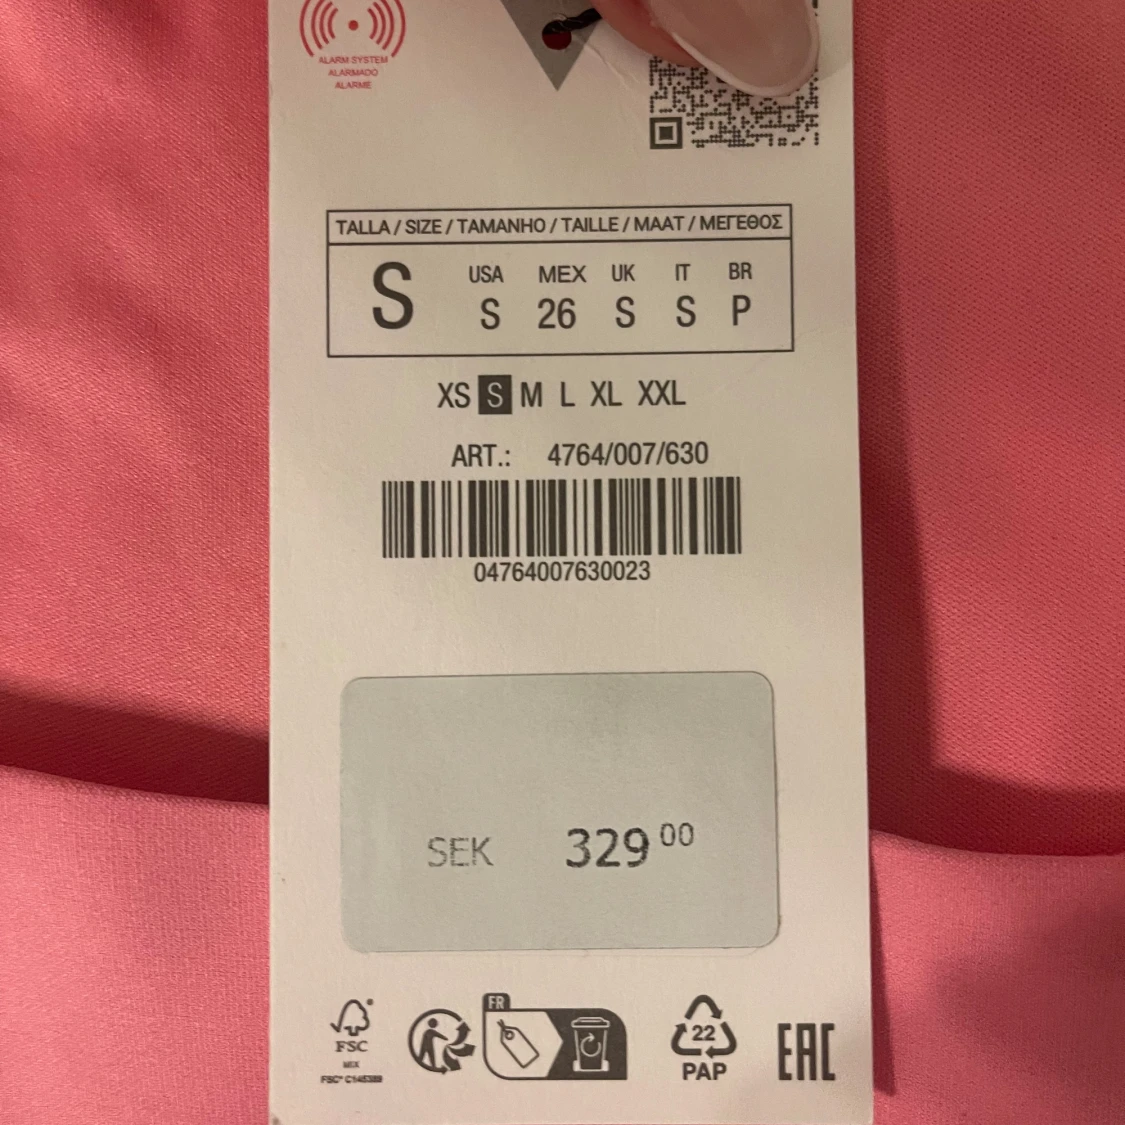 ALARM SYSTEM
ALARMADO
ALARME
TALLA / SIZE / TAMANHO / TAILLE / MAAT / ΜΕΓΕΘΟΣ
S
USA MEX UK IT BR
S 26 S S P
XS S M L XL XXL
ART.: 4764/007/630
04764007630023
SEK 329 00
FR
FSC
MIX
22
PAP
EAC